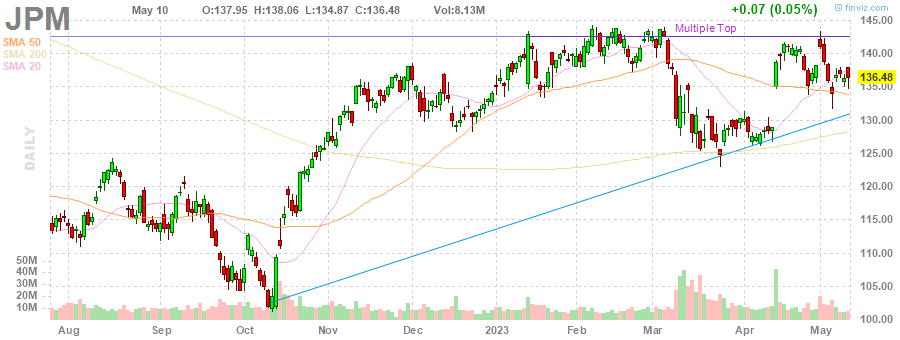 © finviz.com
JPM May 10 O:137.95 H:138.06 L:134.87 C:136.48 Vol:8.13M +0.07 (0.05%)
SMA 50
SMA 200
SMA 20
Multiple Top
DAILY
145.00
140.00
136.48
135.00
130.00
125.00
120.00
115.00
110.00
105.00
100.00
50M
40M
30M
20M
10M
Aug Sep Oct Nov Dec 2023 Feb Mar Apr May